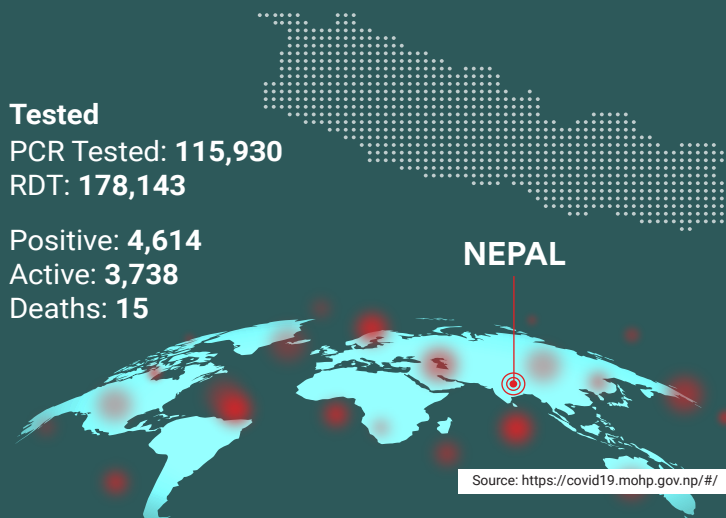 Tested
PCR Tested: 115,930
RDT: 178,143
Positive: 4,614
Active: 3,738
Deaths: 15
NEPAL
Source: https://covid19.mohp.gov.np/#/